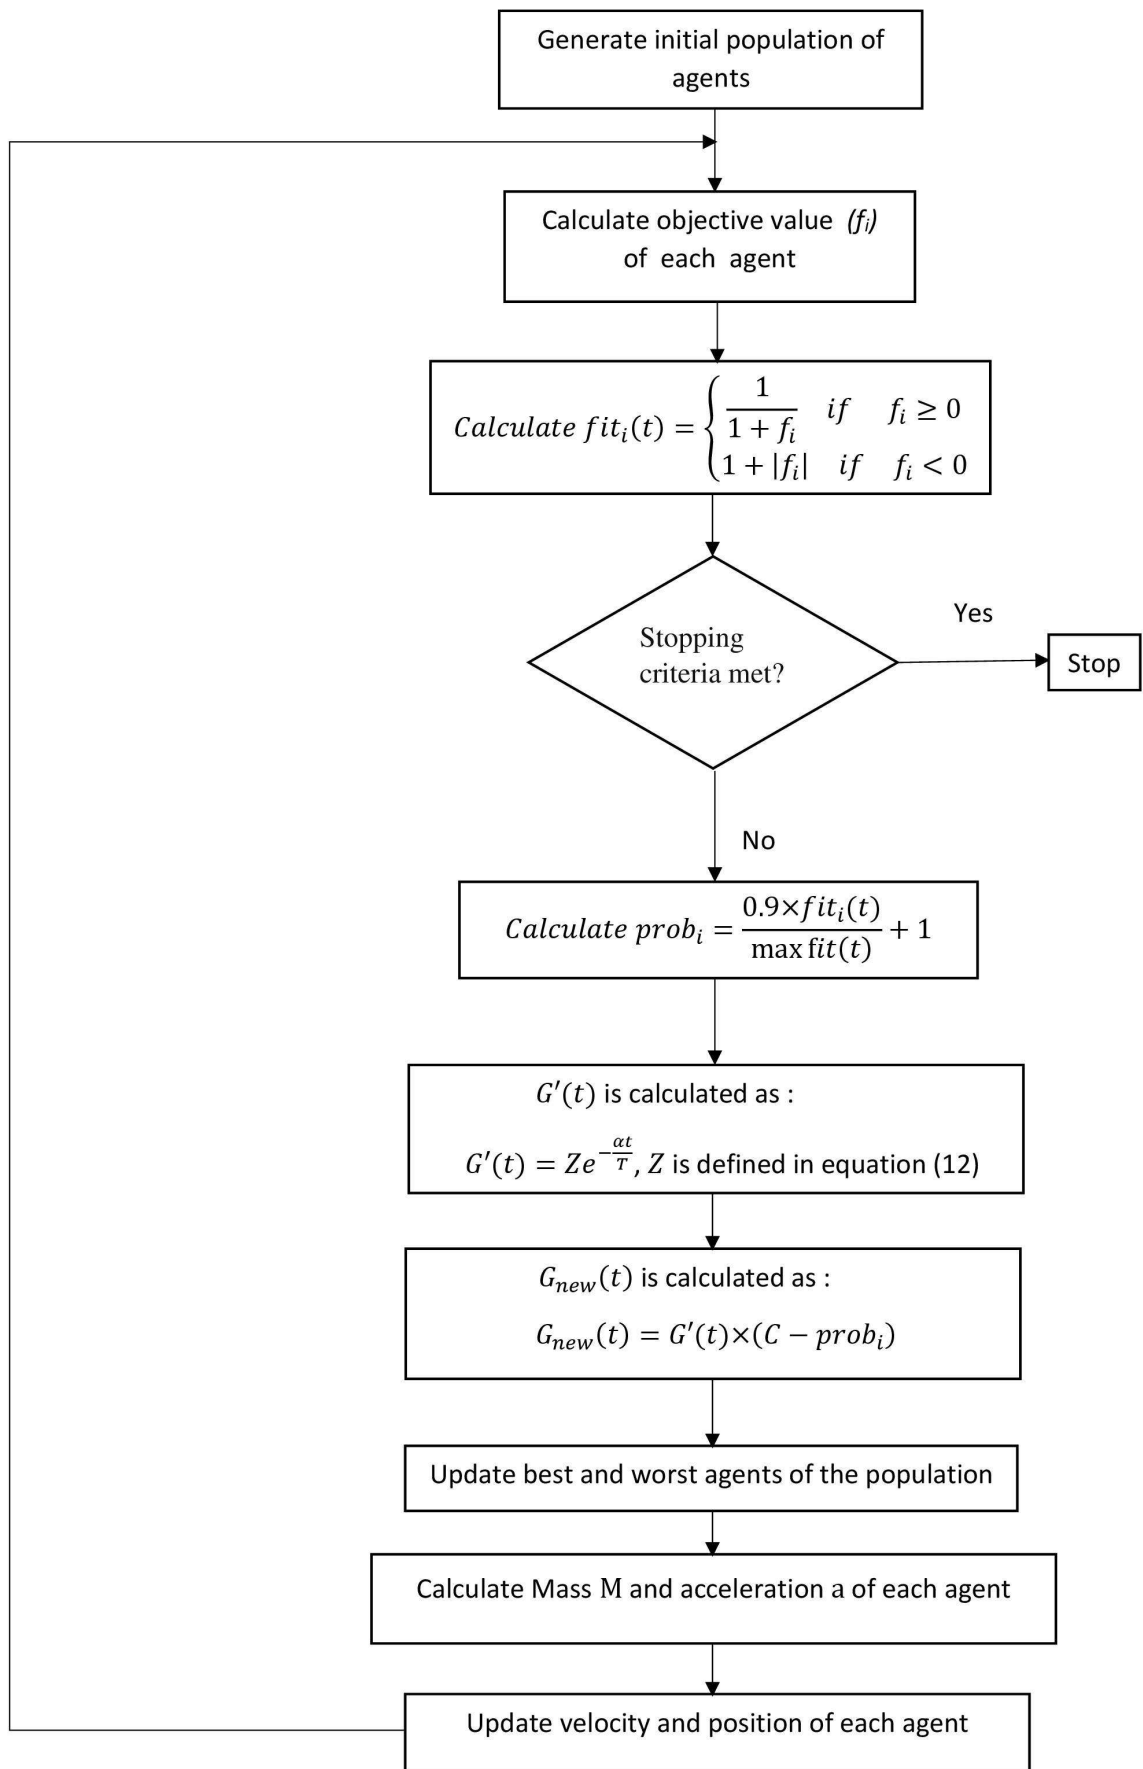 Generate initial population of
agents
Calculate objective value (fᵢ)
of each agent
Calculate fitᵢ(t) = { 1/(1 + fᵢ) if fᵢ ≥ 0
1 + |fᵢ| if fᵢ < 0
Stopping
criteria met?
Yes
Stop
No
Calculate probᵢ = (0.9×fitᵢ(t))/(max fit(t)) + 1
G′(t) is calculated as :
G′(t) = Ze^(−αt/T), Z is defined in equation (12)
G_new(t) is calculated as :
G_new(t) = G′(t)×(C − probᵢ)
Update best and worst agents of the population
Calculate Mass M and acceleration a of each agent
Update velocity and position of each agent